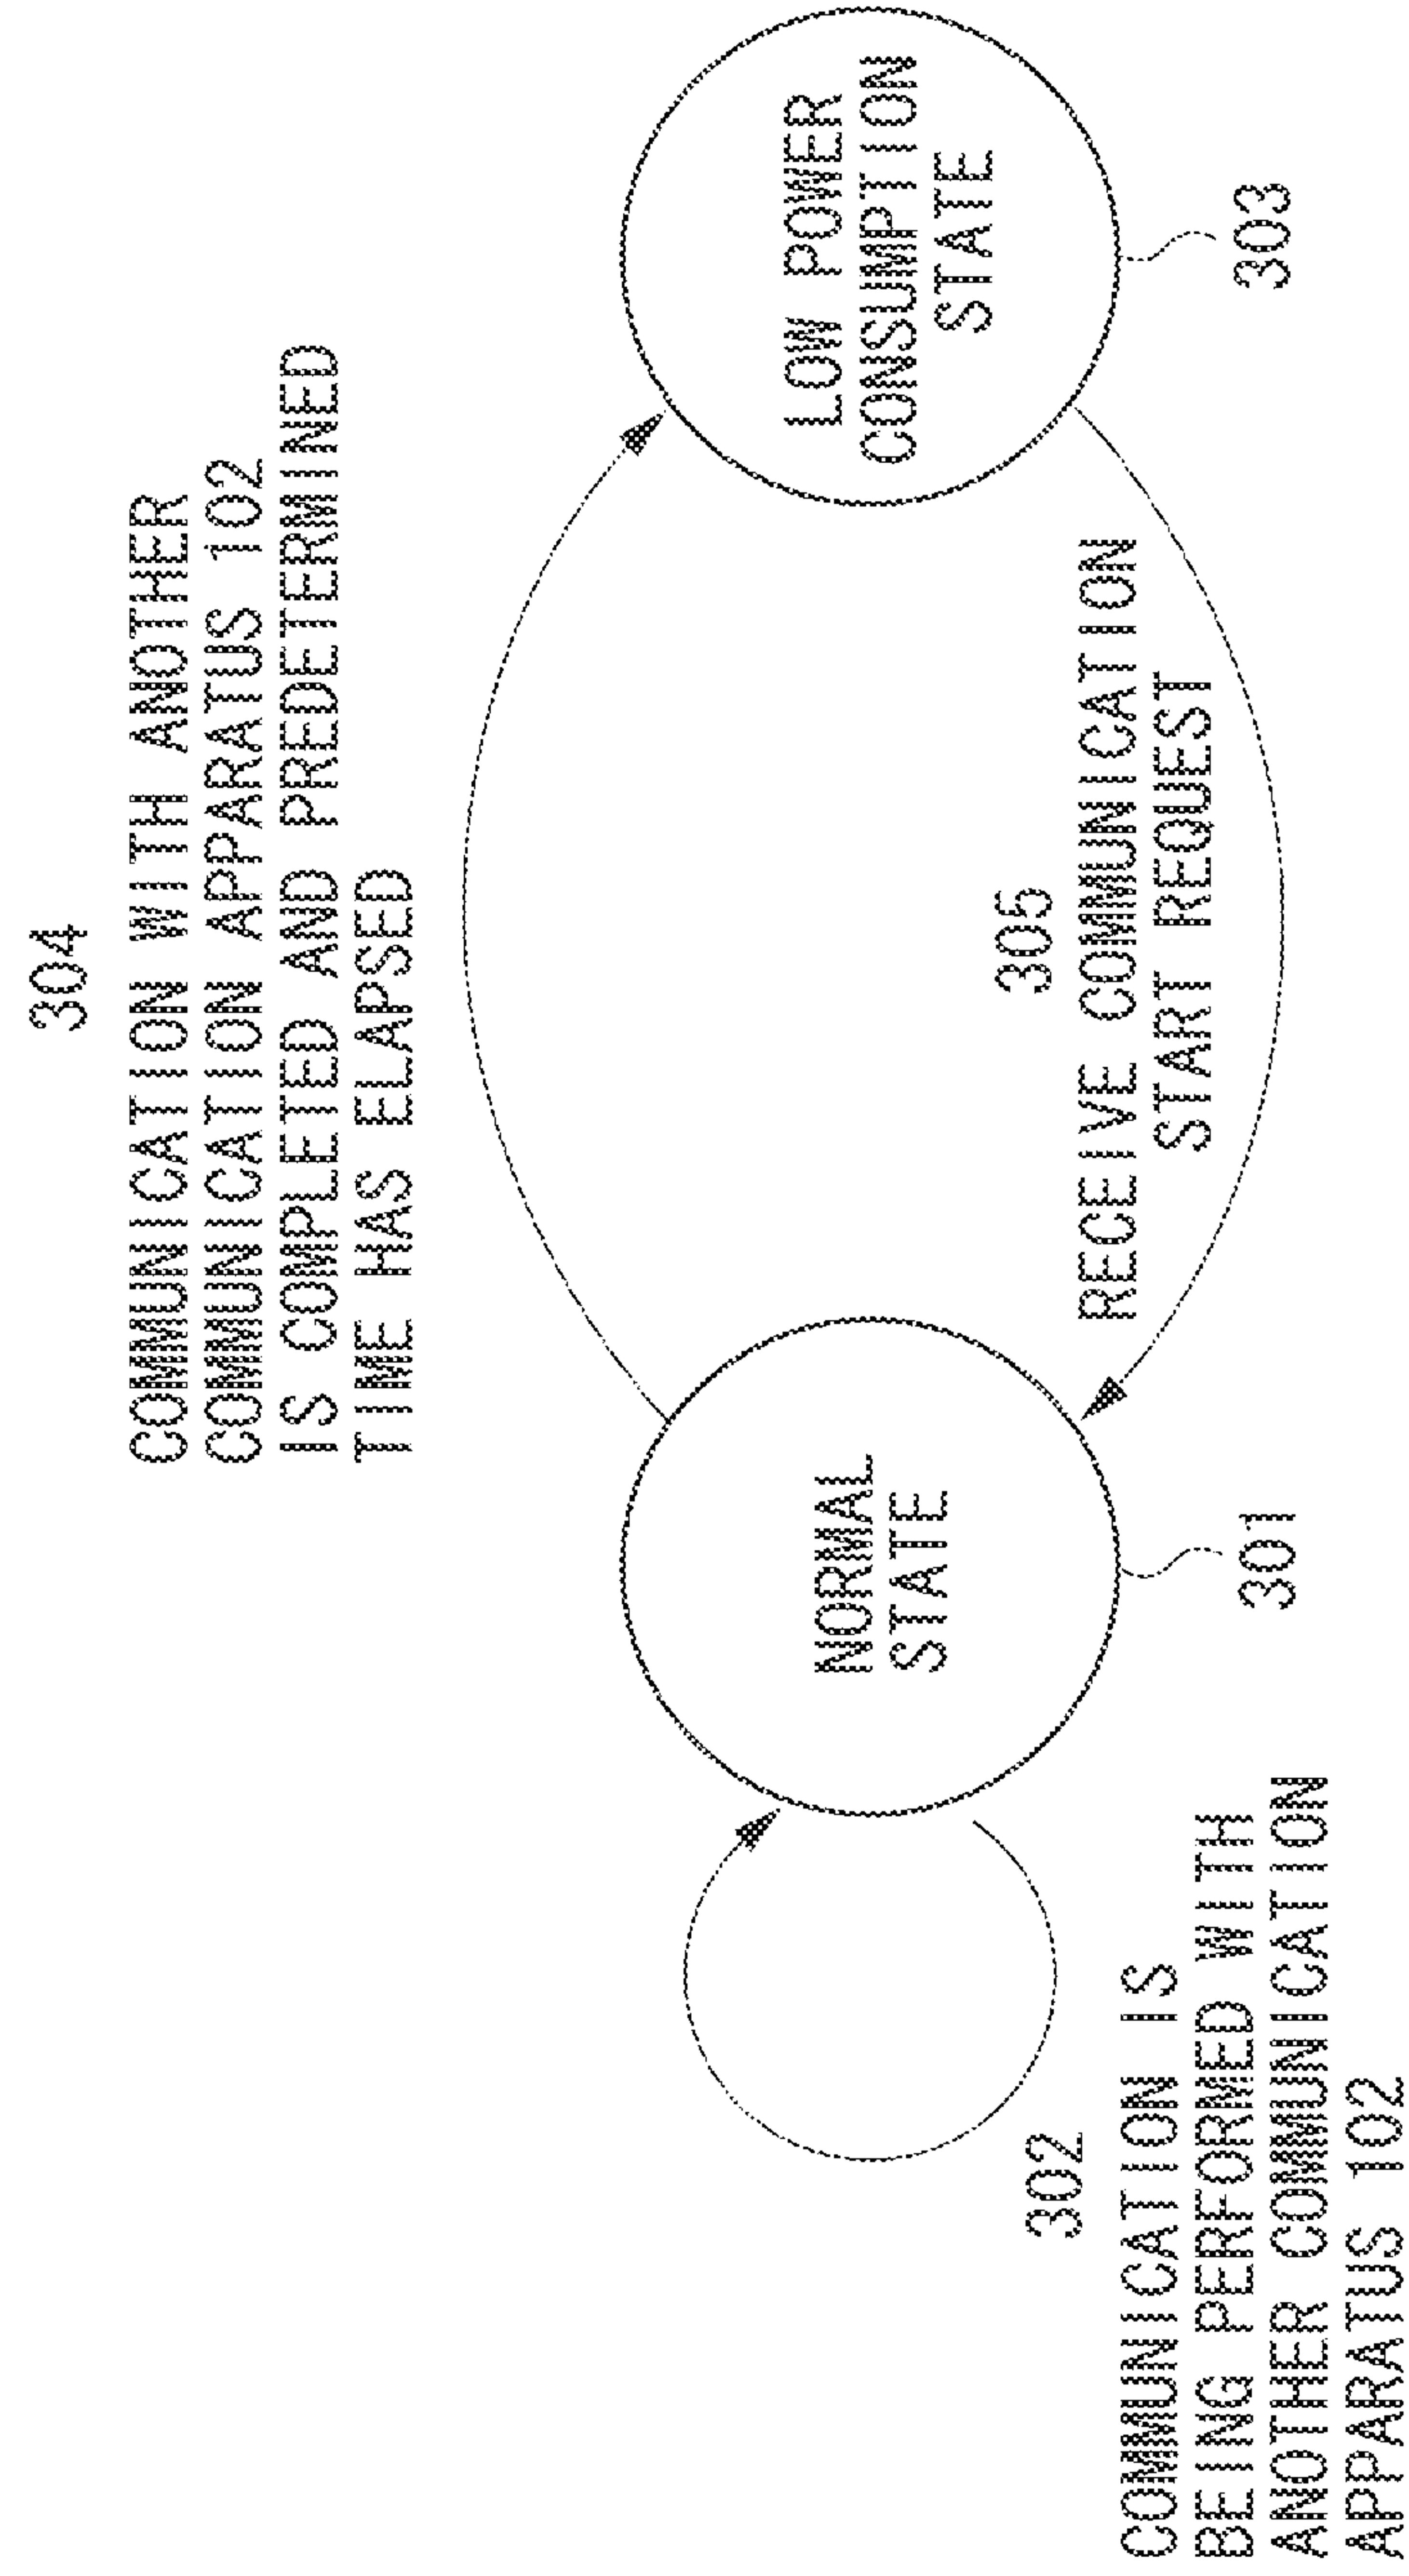 304
COMMUNICATION WITH ANOTHER
COMMUNICATION APPARATUS 102
IS COMPLETED AND PREDETERMINED
TIME HAS ELAPSED
NORMAL
STATE
LOW POWER
CONSUMPTION
STATE
305
RECEIVE COMMUNICATION
START REQUEST
302
COMMUNICATION IS
BEING PERFORMED WITH
ANOTHER COMMUNICATION
APPARATUS 102
301
303